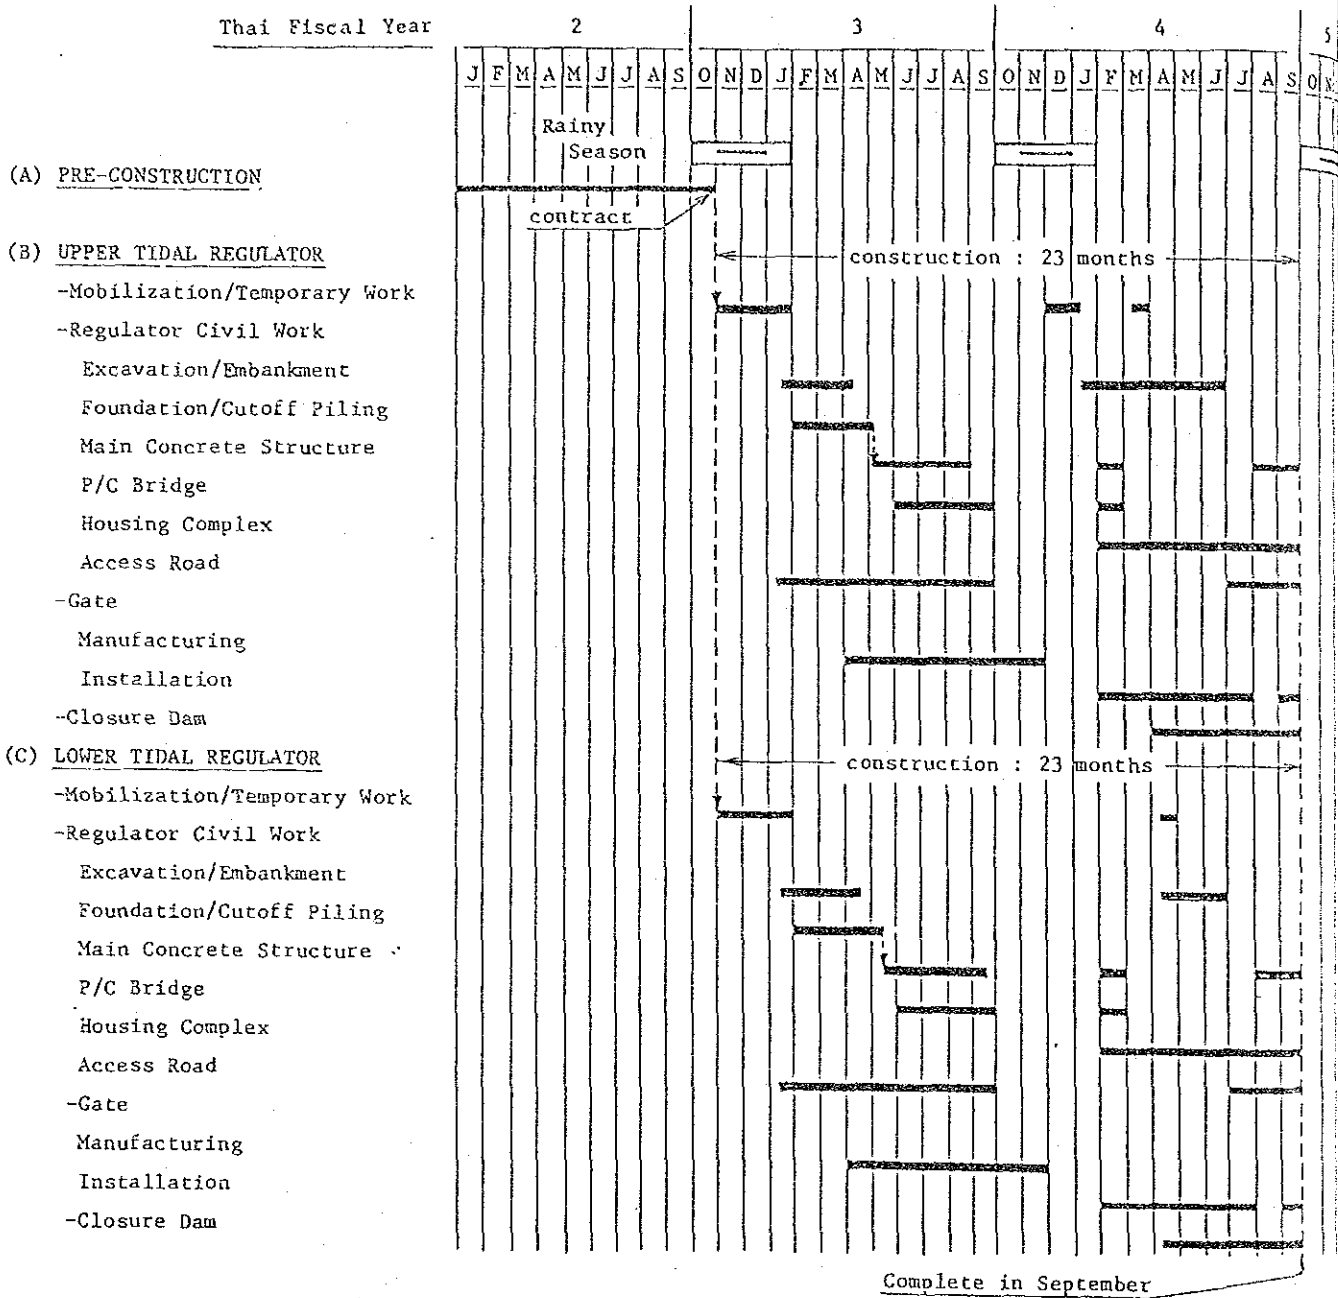 Thai Fiscal Year 2 3 4 5
J F M A M J J A S O N D J F M A M J J A S O N D J F M A M J J A S O N
Rainy
Season
(A) PRE-CONSTRUCTION
contract
(B) UPPER TIDAL REGULATOR
construction : 23 months
-Mobilization/Temporary Work
-Regulator Civil Work
Excavation/Embankment
Foundation/Cutoff Piling
Main Concrete Structure
P/C Bridge
Housing Complex
Access Road
-Gate
Manufacturing
Installation
-Closure Dam
(C) LOWER TIDAL REGULATOR
construction : 23 months
-Mobilization/Temporary Work
-Regulator Civil Work
Excavation/Embankment
Foundation/Cutoff Piling
Main Concrete Structure
P/C Bridge
Housing Complex
Access Road
-Gate
Manufacturing
Installation
-Closure Dam
Complete in September